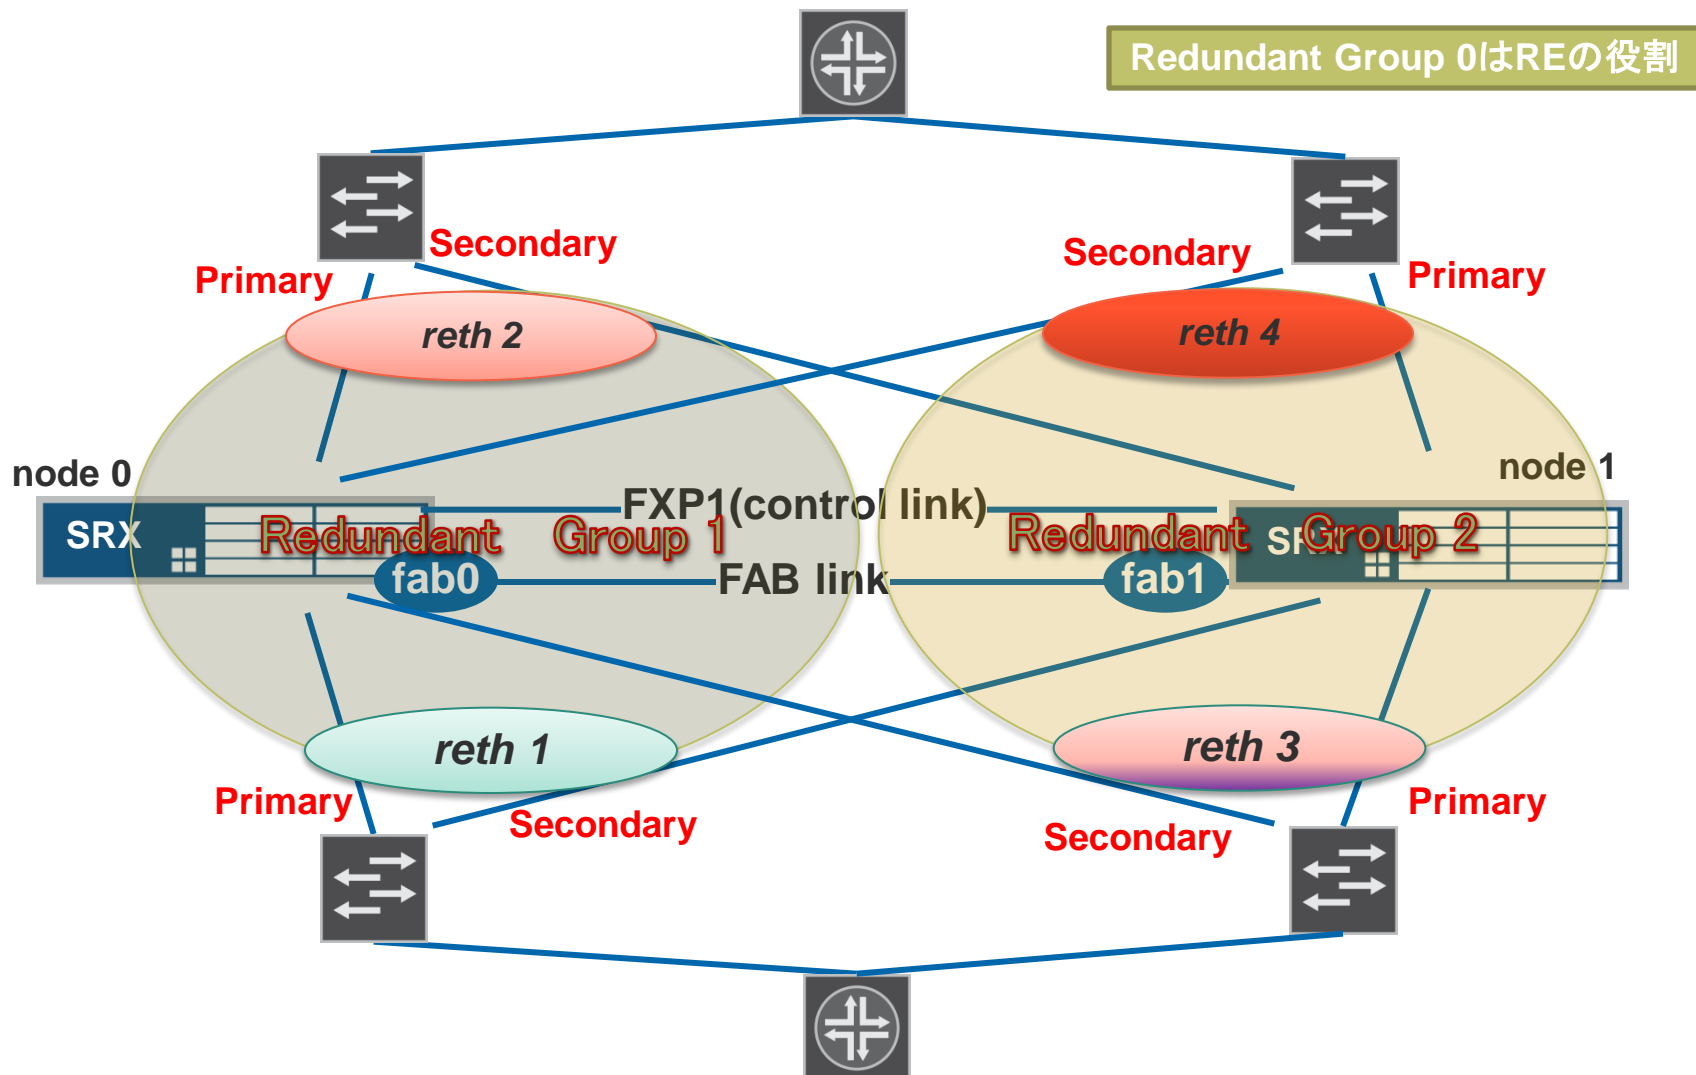 Redundant Group 0はREの役割
Secondary
Primary
Secondary
Primary
reth 2
reth 4
node 0
node 1
FXP1(control link)
SRX
Redundant Group 1
Redundant Group 2
SRX
fab0
FAB link
fab1
reth 1
reth 3
Primary
Secondary
Primary
Secondary